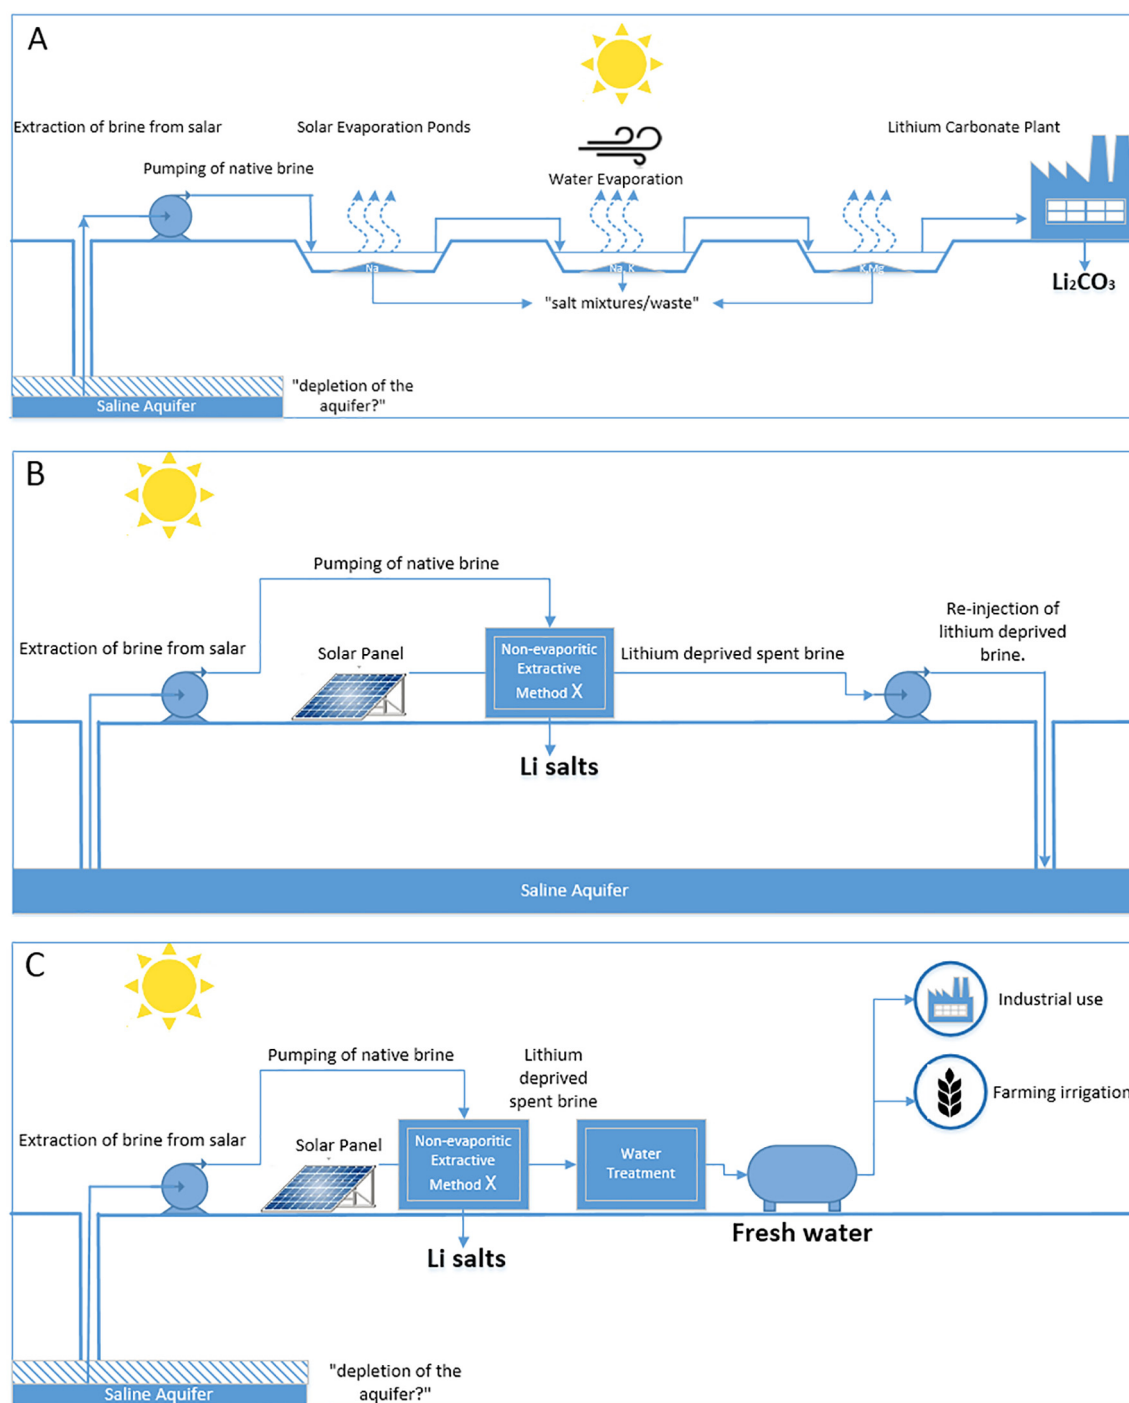 A
Extraction of brine from salar
Solar Evaporation Ponds
Lithium Carbonate Plant
Pumping of native brine
Water Evaporation
Na
Na, K
K,Mg
Li₂CO₃
"salt mixtures/waste"
"depletion of the
aquifer?"
Saline Aquifer
B
Pumping of native brine
Re-injection of
lithium deprived
brine.
Extraction of brine from salar
Solar Panel
Non-evaporitic
Extractive
Method X
Lithium deprived spent brine
Li salts
Saline Aquifer
C
Industrial use
Pumping of native brine
Lithium
deprived
spent brine
Farming irrigation
Extraction of brine from salar
Solar Panel
Non-evaporitic
Extractive
Method X
Water
Treatment
Fresh water
Li salts
"depletion of the
aquifer?"
Saline Aquifer